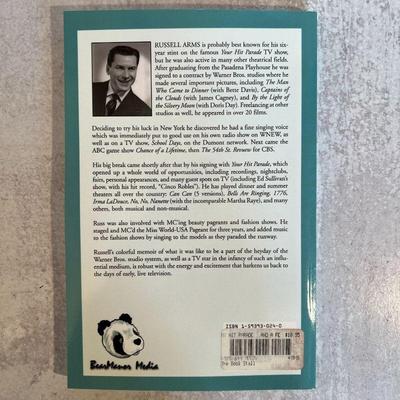 RUSSELL ARMS is probably best known for his six-
year stint on the famous Your Hit Parade TV show,
but he was also active in many other theatrical fields.
After graduating from the Pasadena Playhouse he was
signed to a contract by Warner Bros. studios where he
made several important pictures, including The Man
Who Came to Dinner (with Bette Davis), Captains of
the Clouds (with James Cagney), and By the Light of
the Silvery Moon (with Doris Day). Freelancing at other
studios as well, he appeared in over 20 films.
Deciding to try his luck in New York he discovered he had a fine singing voice
which was immediately put to good use on his own radio show on WNEW, as
well as on a TV show, School Days, on the Dumont network. Next came the
ABC game show Chance of a Lifetime, then The 54th St. Revue for CBS.
His big break came shortly after that by his signing with Your Hit Parade, which
opened up a whole world of opportunities, including recordings, nightclubs,
fairs, personal appearances, and many guest spots on TV (including Ed Sullivan's
show, with his hit record, "Cinco Robles"). He has played dinner and summer
theaters all over the country: Can Can (5 versions), Bells Are Ringing, 1776,
Irma LaDouce, No, No, Nanette (with the incomparable Martha Raye), and many
others, both musical and non-musical.
Russ was also involved with MC'ing beauty pageants and fashion shows. He
staged and MC'd the Miss World-USA Pageant for three years, and added music
to the fashion shows by singing to the models as they paraded the runway.
Russell's colorful memoir of what it was like to be a part of the heyday of the
Warner Bros. studio system, as well as a TV star in the infancy of such an influ-
ential medium, is robust with the energy and excitement that harkens us back
to the days of early, live television.
BearManor Media
ISBN 1-59393-024-0
HIT PARADE AND A FE $18.95
The Book Stall